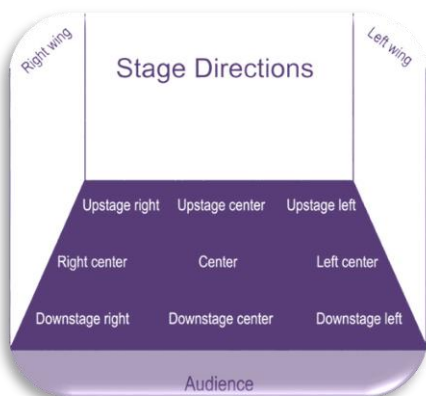 Right wing
Left wing
Stage Directions
Upstage right Upstage center Upstage left
Right center Center Left center
Downstage right Downstage center Downstage left
Audience